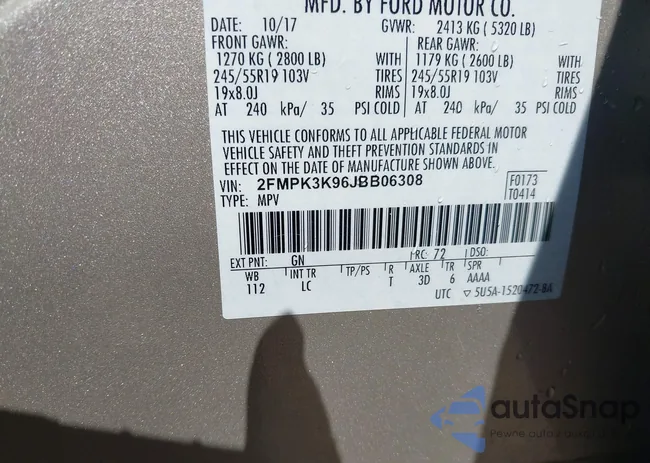 MFD. BY FORD MOTOR CO.
DATE: 10/17 GVWR: 2413 KG ( 5320 LB)
FRONT GAWR: REAR GAWR:
1270 KG ( 2800 LB) WITH 1179 KG ( 2600 LB) WITH
245/55R19 103V TIRES 245/55R19 103V TIRES
19x8.0J RIMS 19x8.0J RIMS
AT 240 kPa/ 35 PSI COLD AT 240 kPa/ 35 PSI COLD
THIS VEHICLE CONFORMS TO ALL APPLICABLE FEDERAL MOTOR
VEHICLE SAFETY AND THEFT PREVENTION STANDARDS
IN EFFECT ON THE DATE OF MANUFACTURE SHOWN ABOVE.
VIN: 2FMPK3K96JBB06308
TYPE: MPV
F0173
T0414
EXT PNT: GN RC: 72 DSO:
WB INT TR TP/PS R AXLE TR SPR
112 LC T 3D 6 AAAA
UTC ▽ 5U5A-1520472-BA
autoSnap
Pewne auto